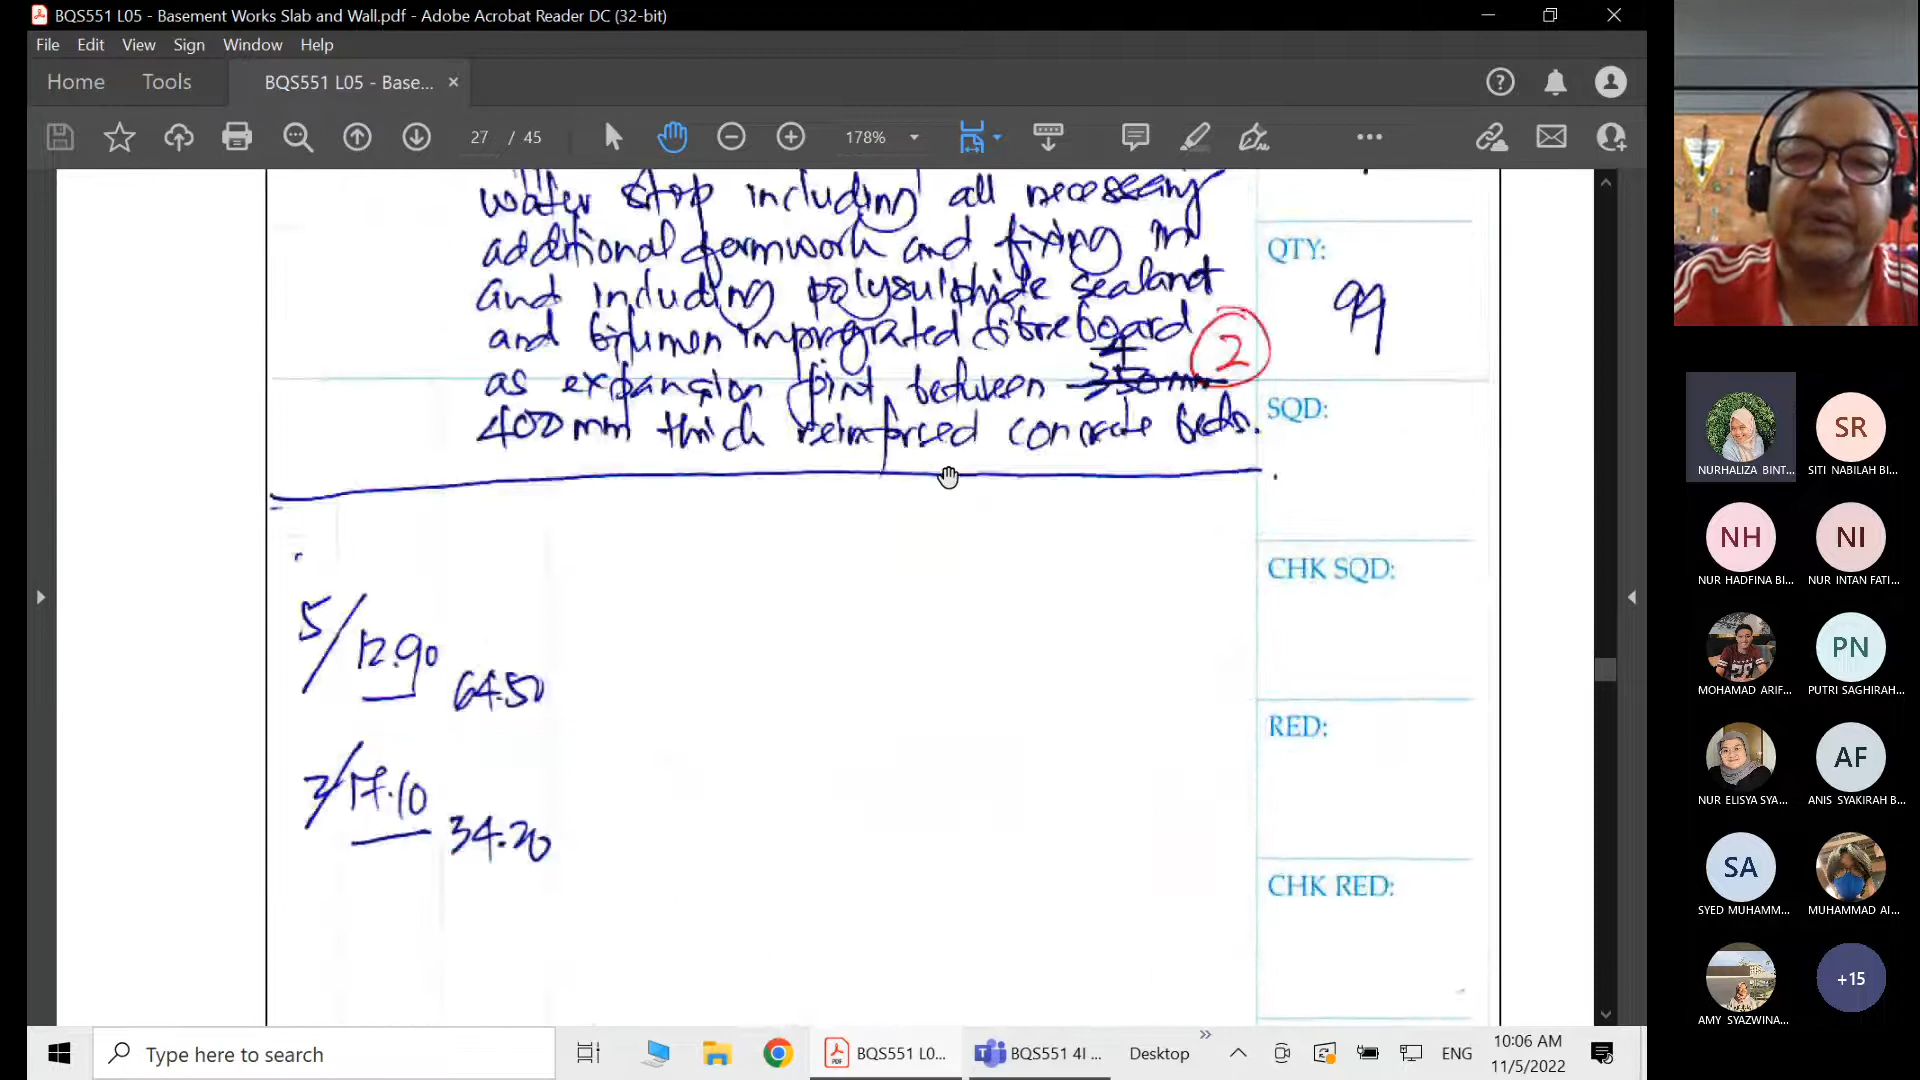 BQS551 L05 - Basement Works Slab and Wall.pdf - Adobe Acrobat Reader DC (32-bit)
File Edit View Sign Window Help
Home Tools BQS551 L05 - Base...
27 / 45 178%
water stop including all necessary
additional formwork and fixing in
and including polysulphide sealant
and bitumen impregrated fibreboard
as expansion joint between 350mm
400mm thick reinforced concrete beds.
2
QTY:
99
SQD:
CHK SQD:
RED:
CHK RED:
5/12.90
64.50
2/17.10
34.20
NURHALIZA BINT...
SR
SITI NABILAH BI...
NH
NUR HADFINA BI...
NI
NUR INTAN FATI...
MOHAMAD ARIF...
PN
PUTRI SAGHIRAH...
NUR ELISYA SYA...
AF
ANIS SYAKIRAH B...
SA
SYED MUHAMM...
MUHAMMAD AI...
AMY SYAZWINA...
+15
Type here to search
BQS551 L0...
BQS551 4I ...
Desktop
ENG
10:06 AM
11/5/2022